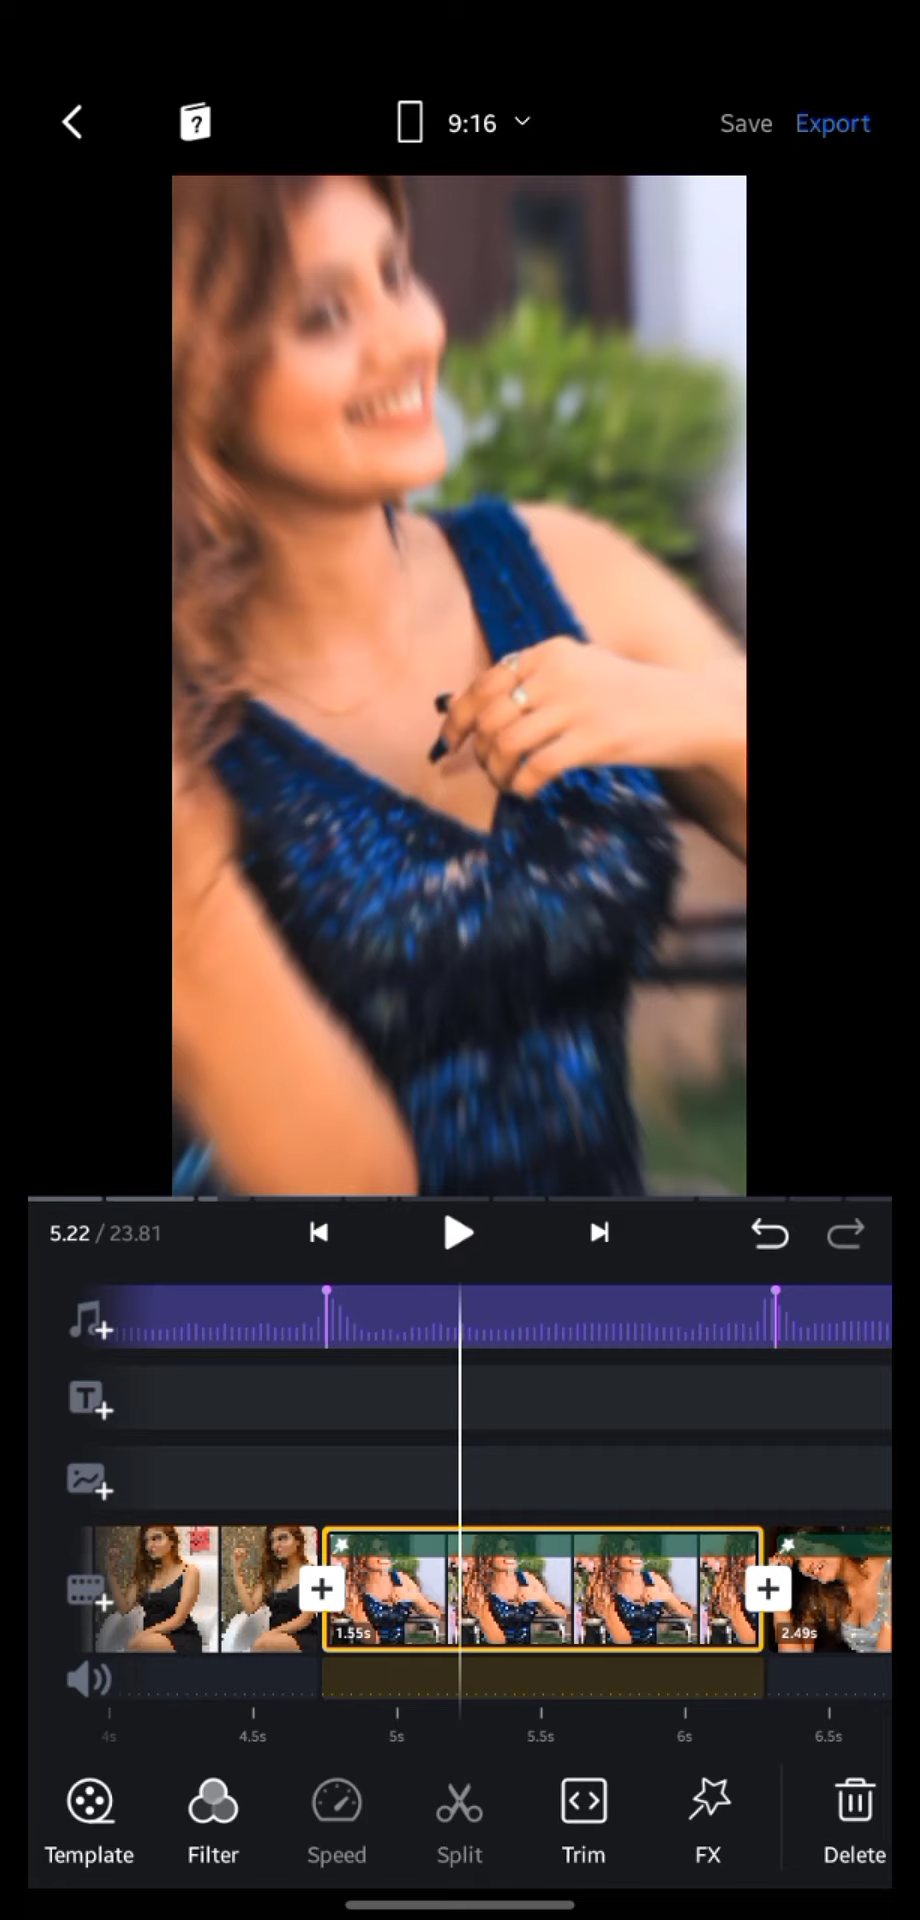 ?
9:16
Save
Export
5.22 / 23.81
T
1.55s
2.49s
4s
4.5s
5s
5.5s
6s
6.5s
Template
Filter
Speed
Split
Trim
FX
Delete